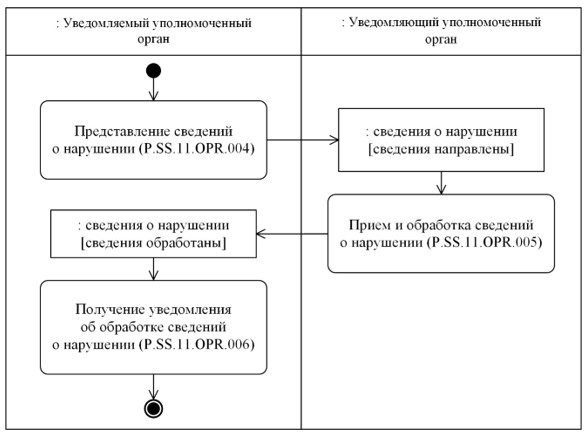 : Уведомляемый уполномоченный
орган
: Уведомляющий уполномоченный
орган
Представление сведений
о нарушении (P.SS.11.OPR.004)
: сведения о нарушении
[сведения направлены]
Прием и обработка сведений
о нарушении (P.SS.11.OPR.005)
: сведения о нарушении
[сведения обработаны]
Получение уведомления
об обработке сведений
о нарушении (P.SS.11.OPR.006)